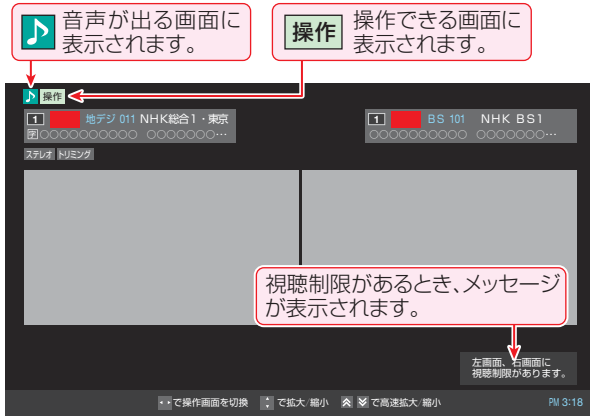 ♪ 音声が出る画面に
表示されます。
操作 操作できる画面に
表示されます。
♪ 操作
1 地デジ 011 NHK総合1・東京
字○○○○○○○○○○ ○○○○○○○…
1 BS 101 NHK BS1
○○○○○○○○○○ ○○○○○○○…
ステレオ トリミング
視聴制限があるとき、メッセージ
が表示されます。
左画面、右画面に
視聴制限があります。
で操作画面を切換 で拡大/縮小 で高速拡大/縮小 PM 3:18